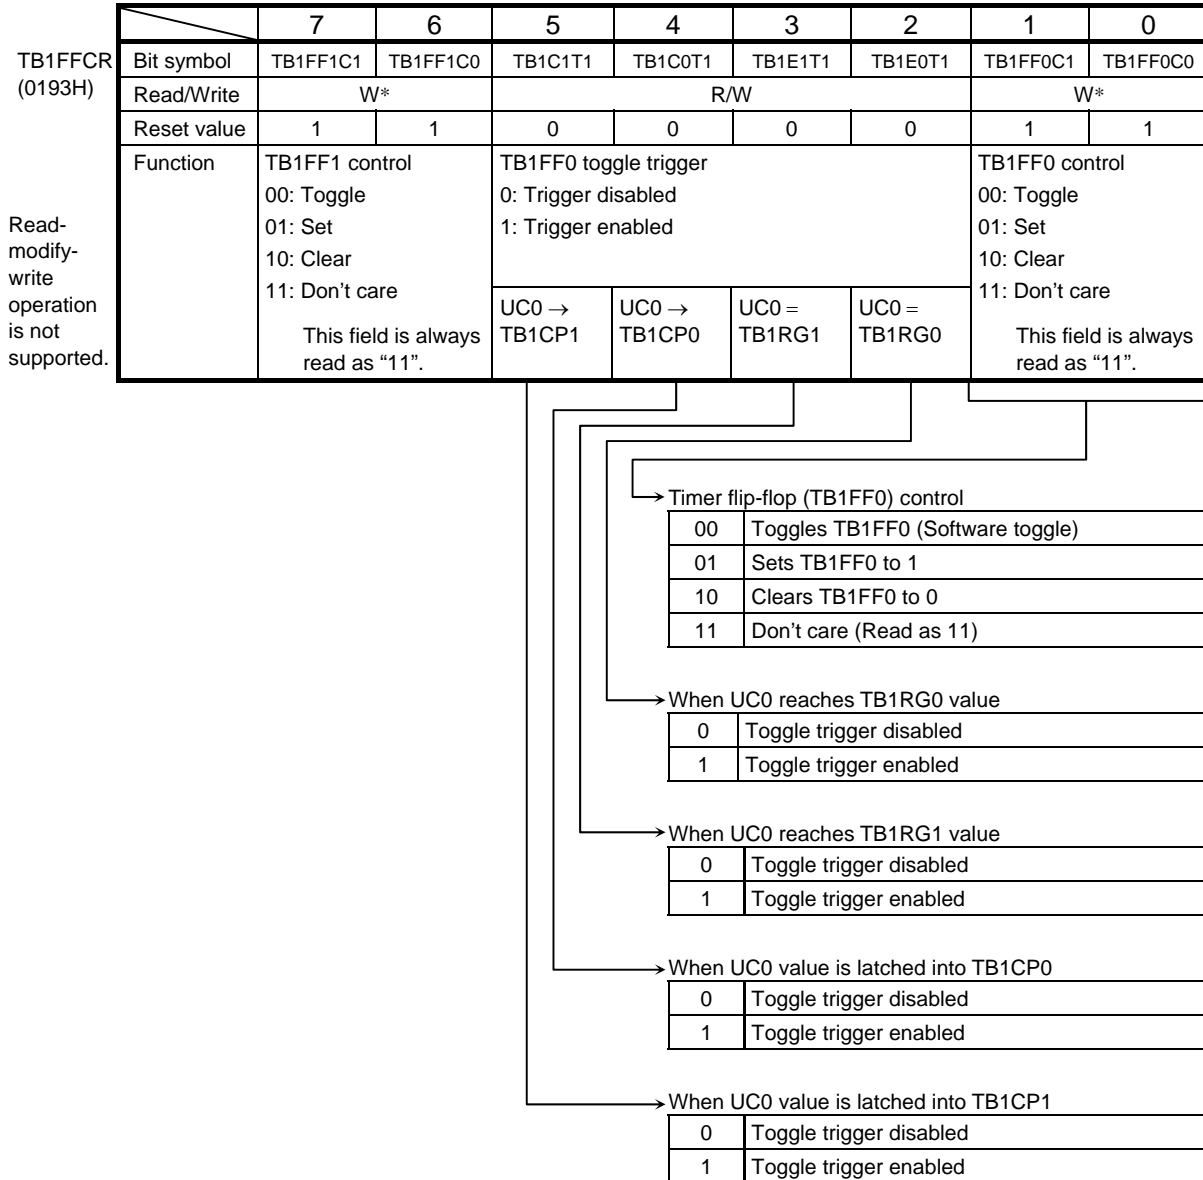 7 6 5 4 3 2 1 0
TB1FFCR (0193H)
Bit symbol TB1FF1C1 TB1FF1C0 TB1C1T1 TB1C0T1 TB1E1T1 TB1E0T1 TB1FF0C1 TB1FF0C0
Read/Write W* R/W W*
Reset value 1 1 0 0 0 0 1 1
Read-
modify-
write
operation
is not
supported.
Function
TB1FF1 control
00: Toggle
01: Set
10: Clear
11: Don't care
This field is always
read as “11”.
TB1FF0 toggle trigger
0: Trigger disabled
1: Trigger enabled
UC0 →
TB1CP1
UC0 →
TB1CP0
UC0 =
TB1RG1
UC0 =
TB1RG0
TB1FF0 control
00: Toggle
01: Set
10: Clear
11: Don't care
This field is always
read as “11”.
Timer flip-flop (TB1FF0) control
00 Toggles TB1FF0 (Software toggle)
01 Sets TB1FF0 to 1
10 Clears TB1FF0 to 0
11 Don't care (Read as 11)
When UC0 reaches TB1RG0 value
0 Toggle trigger disabled
1 Toggle trigger enabled
When UC0 reaches TB1RG1 value
0 Toggle trigger disabled
1 Toggle trigger enabled
When UC0 value is latched into TB1CP0
0 Toggle trigger disabled
1 Toggle trigger enabled
When UC0 value is latched into TB1CP1
0 Toggle trigger disabled
1 Toggle trigger enabled